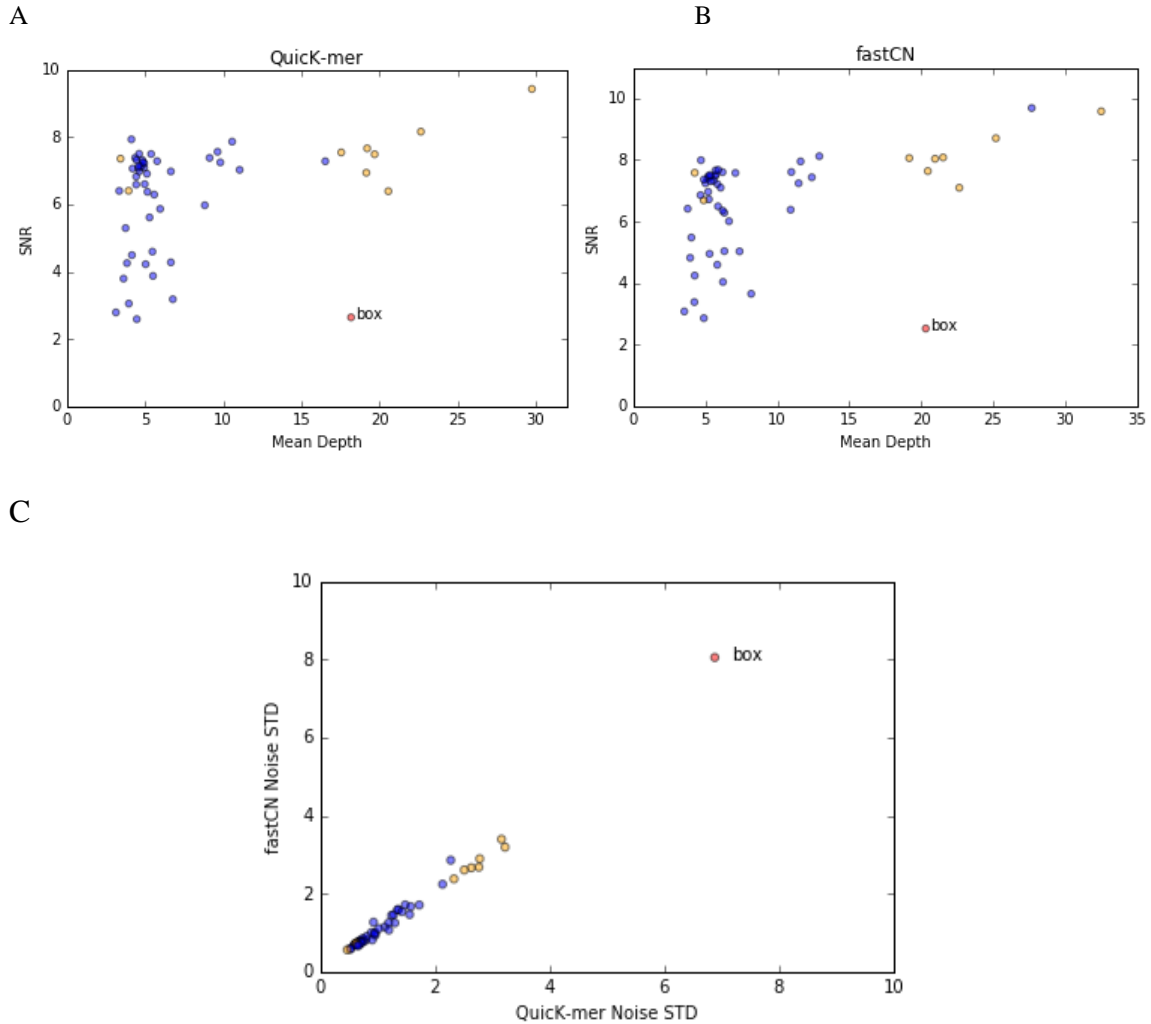 A
B
QuicK-mer
fastCN
10
8
6
4
2
0
SNR
box
0 5 10 15 20 25 30
Mean Depth
10
8
6
4
2
0
SNR
box
0 5 10 15 20 25 30 35
Mean Depth
C
10
8
6
4
2
0
fastCN Noise STD
box
0 2 4 6 8 10
QuicK-mer Noise STD